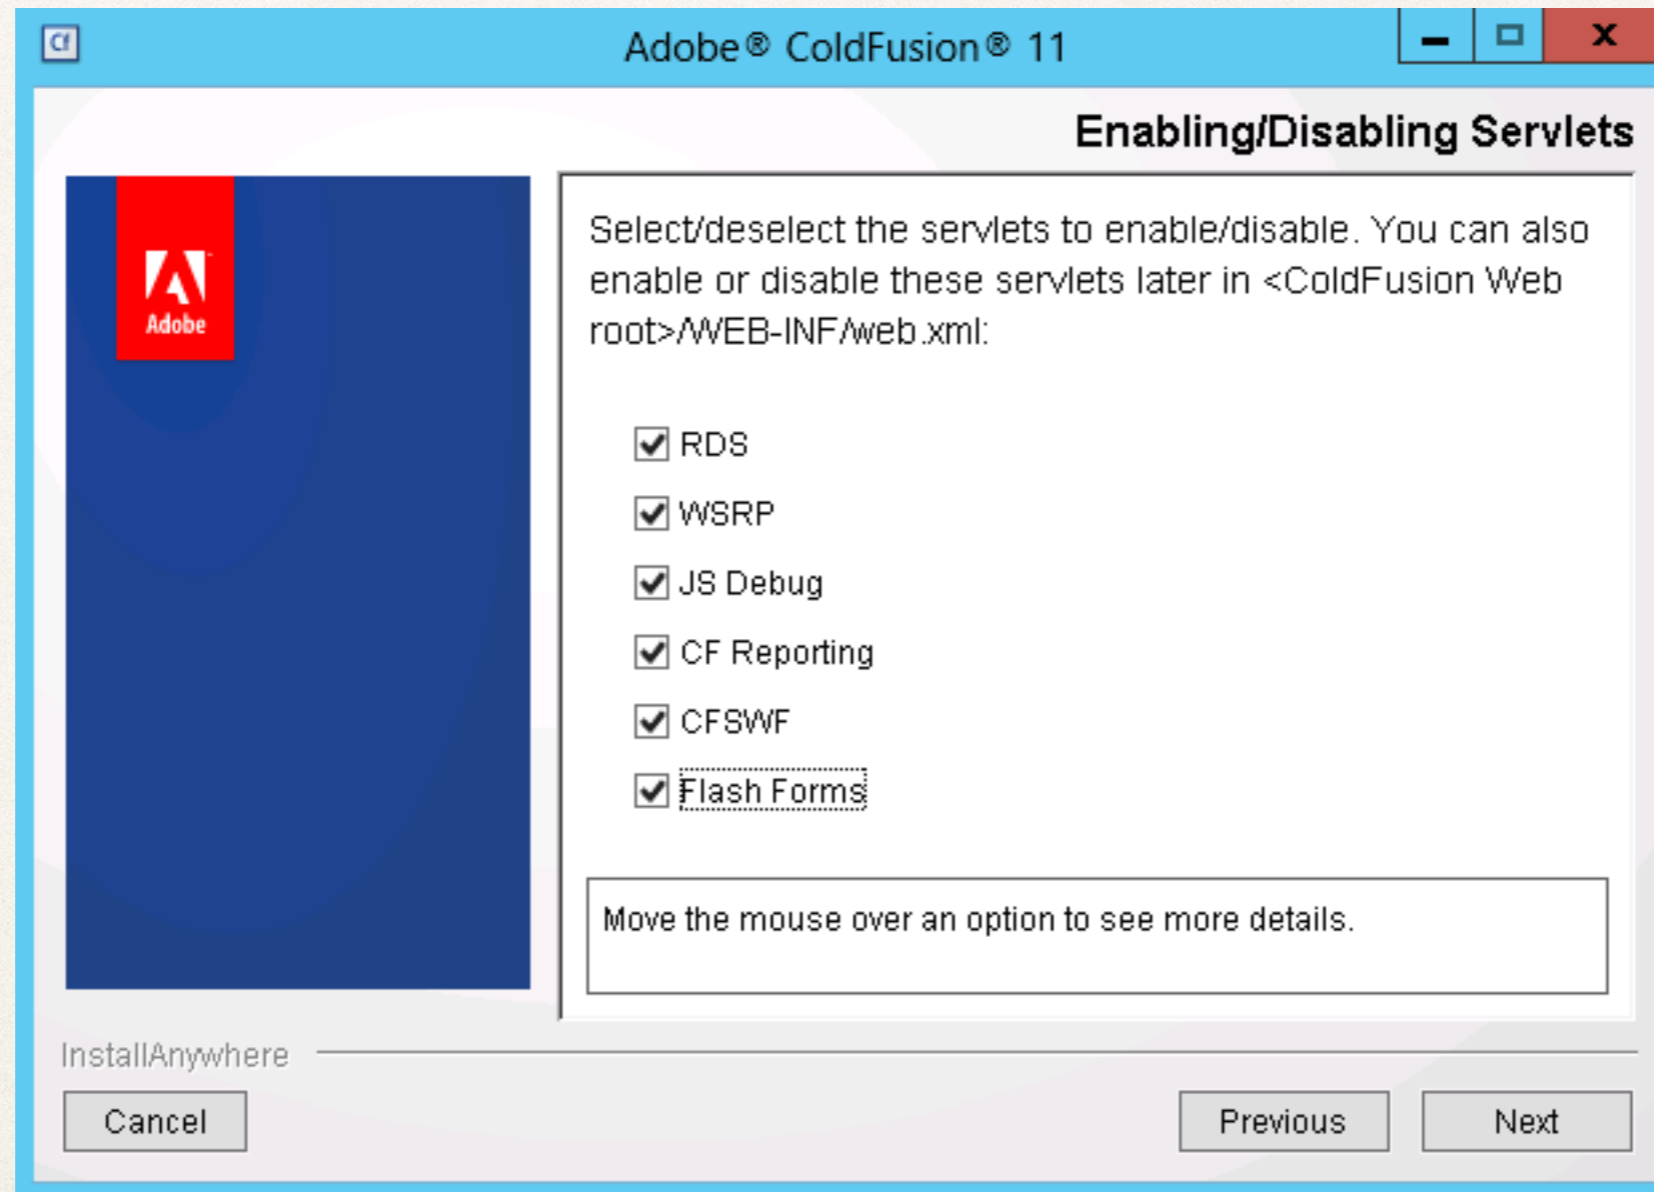 Cf
Adobe® ColdFusion® 11
Enabling/Disabling Servlets
Adobe
Select/deselect the servlets to enable/disable. You can also
enable or disable these servlets later in <ColdFusion Web
root>/WEB-INF/web.xml:
RDS
WSRP
JS Debug
CF Reporting
CFSWF
Flash Forms
Move the mouse over an option to see more details.
InstallAnywhere
Cancel
Previous
Next